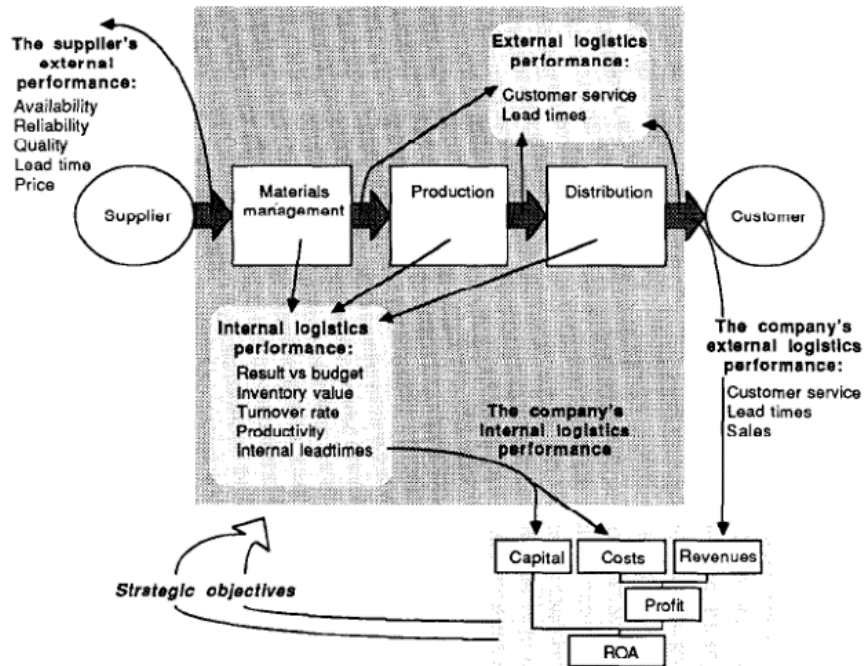 The supplier's
external
performance:
Availability
Reliability
Quality
Lead time
Price
External logistics
performance:
Customer service
Lead times
Supplier
Materials
management
Production
Distribution
Customer
Internal logistics
performance:
Result vs budget
Inventory value
Turnover rate
Productivity
Internal leadtimes
The company's
internal logistics
performance
The company's
external logistics
performance:
Customer service
Lead times
Sales
Strategic objectives
Capital
Costs
Revenues
Profit
ROA